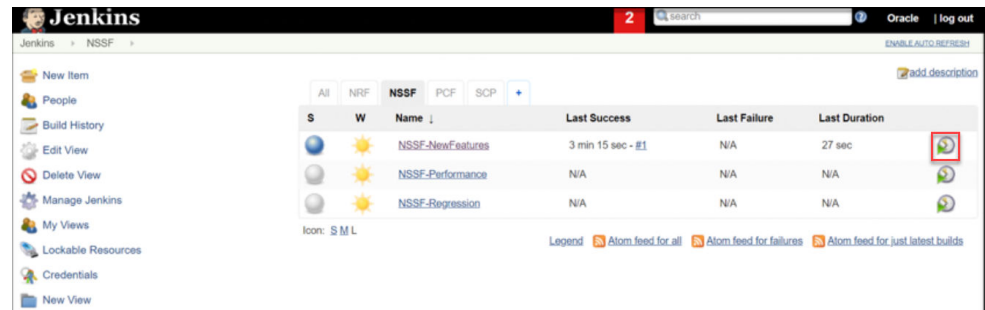 Jenkins 2 search Oracle | log out
Jenkins NSSF ENABLE AUTO REFRESH
New Item
People
Build History
Edit View
Delete View
Manage Jenkins
My Views
Lockable Resources
Credentials
New View
add description
All NRF NSSF PCF SCP +
S W Name ↓ Last Success Last Failure Last Duration
NSSF-NewFeatures 3 min 15 sec - #1 N/A 27 sec
NSSF-Performance N/A N/A N/A
NSSF-Regression N/A N/A N/A
Icon: S M L
Legend Atom feed for all Atom feed for failures Atom feed for just latest builds